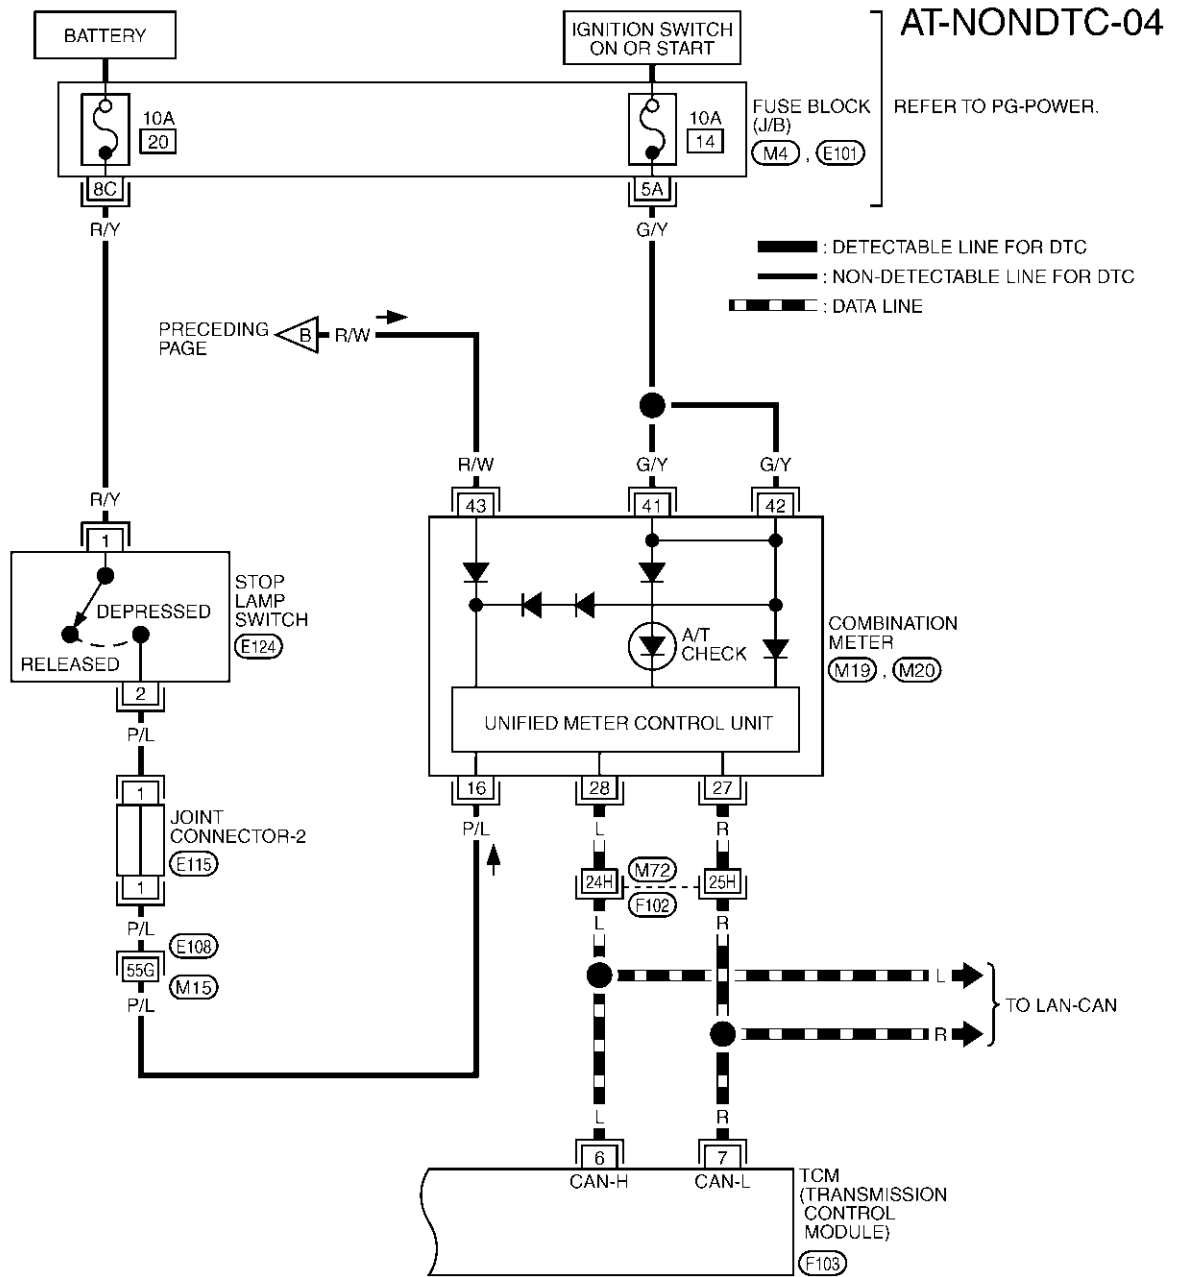 AT-NONDTC-04
BATTERY
IGNITION SWITCH
ON OR START
10A
20
10A
14
FUSE BLOCK
(J/B)
M4 , E101
REFER TO PG-POWER.
8C
5A
R/Y
G/Y
: DETECTABLE LINE FOR DTC
: NON-DETECTABLE LINE FOR DTC
: DATA LINE
PRECEDING
PAGE
B
R/W
R/W
G/Y
G/Y
R/Y
43
41
42
1
STOP
LAMP
SWITCH
E124
DEPRESSED
RELEASED
A/T
CHECK
COMBINATION
METER
M19 , M20
2
UNIFIED METER CONTROL UNIT
P/L
16
28
27
1
JOINT
CONNECTOR-2
E115
1
P/L
L
R
24H
M72
F102
25H
P/L
E108
55G
M15
P/L
L
R
L
R
TO LAN-CAN
L
R
6
7
CAN-H
CAN-L
TCM
(TRANSMISSION
CONTROL
MODULE)
F103